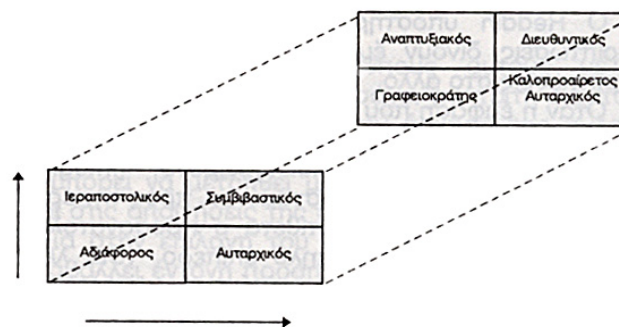 Αναπτυξιακός Διευθυντικός
Γραφειοκράτης Καλοπροαίρετος
Αυταρχικός
Ιεραποστολικός Συμβιβαστικός
Αδιάφορος Αυταρχικός